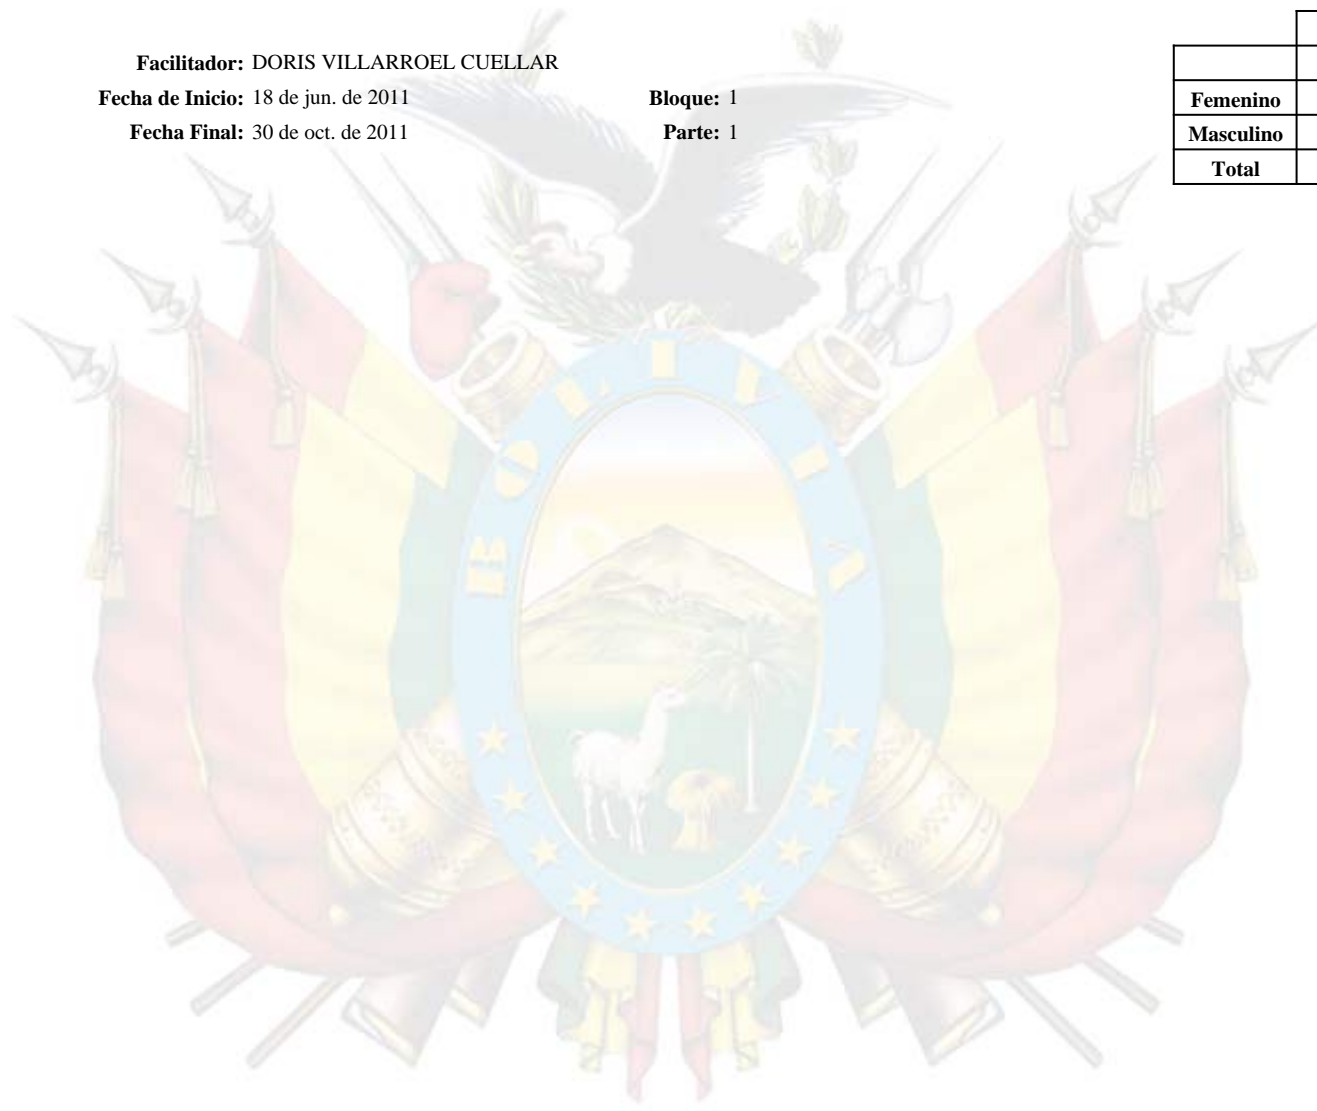 Facilitador: DORIS VILLARROEL CUELLAR
Fecha de Inicio: 18 de jun. de 2011 Bloque: 1
Fecha Final: 30 de oct. de 2011 Parte: 1
Femenino
Masculino
Total
BOLIVIA